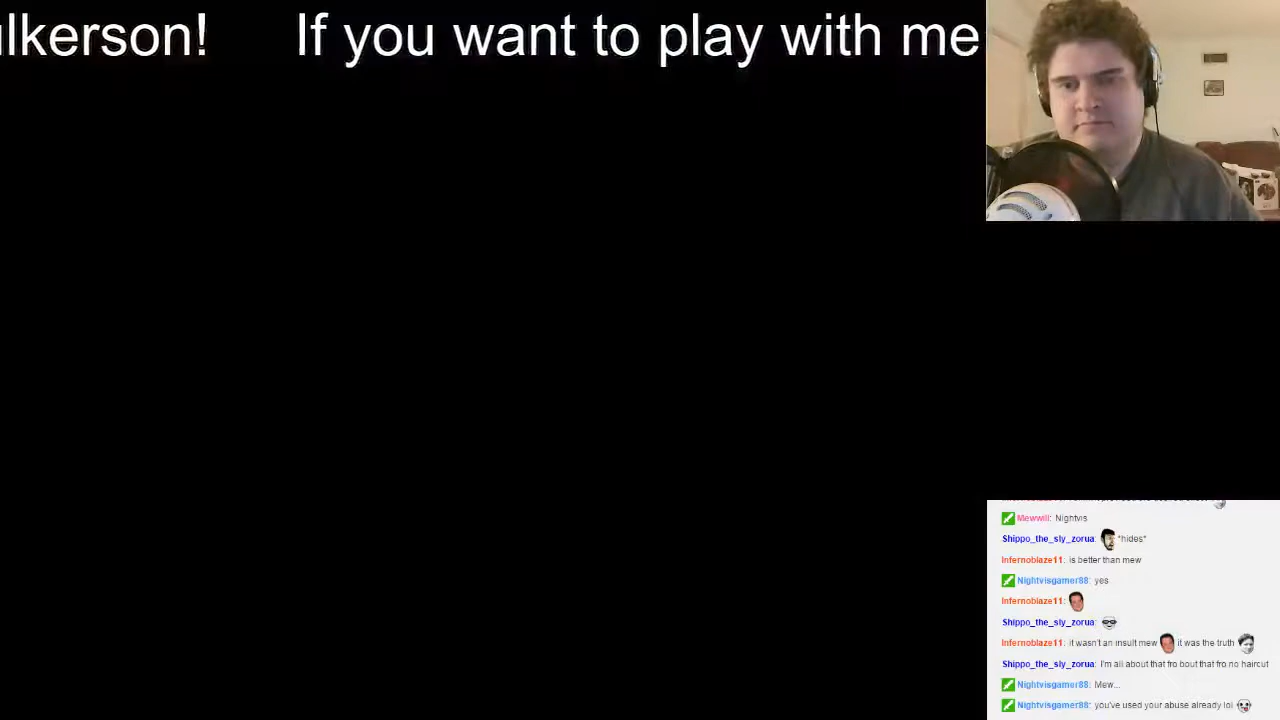 ulkerson! If you want to play with me
Mewwill: Nightvis
Shippo_the_sly_zorua: *hides*
Infernoblaze11: is better than mew
Nightvisgamer88: yes
Infernoblaze11:
Shippo_the_sly_zorua:
Infernoblaze11: it wasn't an insult mew it was the truth
Shippo_the_sly_zorua: I'm all about that fro bout that fro no haircut
Nightvisgamer88: Mew...
Nightvisgamer88: you've used your abuse already lol